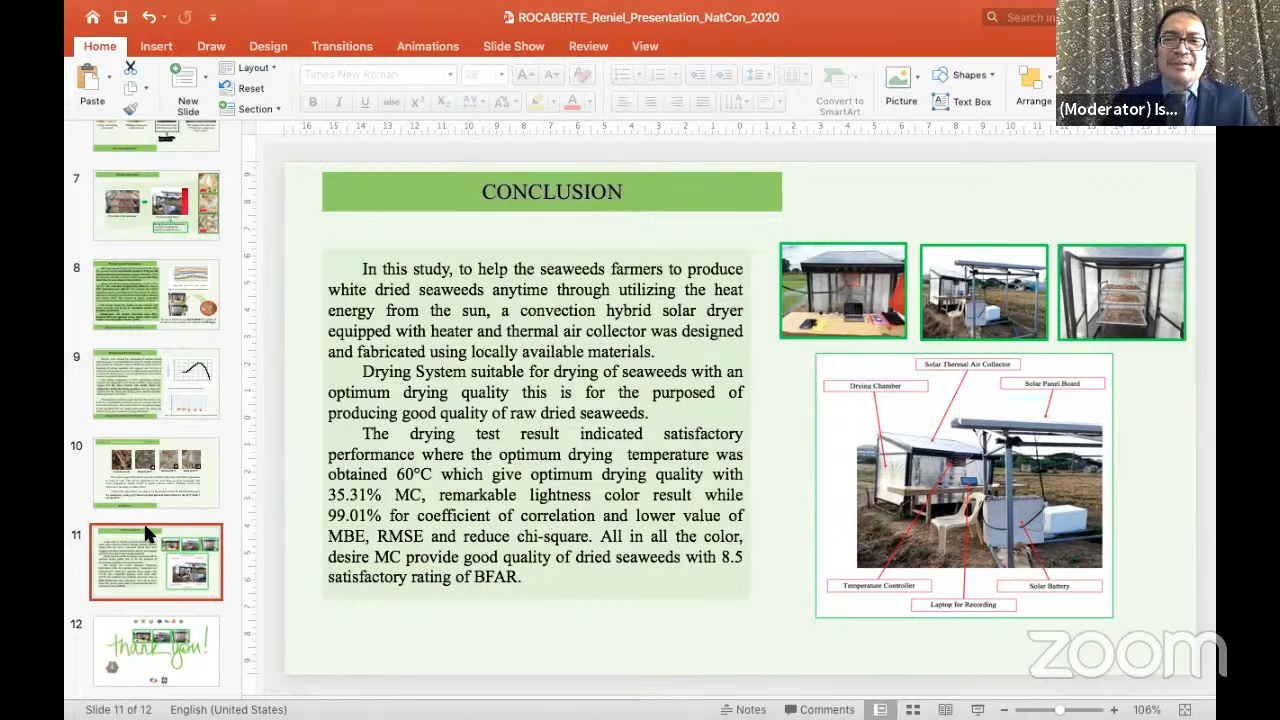 ROCABERTE_Reniel_Presentation_NatCon_2020
Search in
Home Insert Draw Design Transitions Animations Slide Show Review View
Paste
New
Slide
Layout
Reset
Section
Times New Roman
Convert to
SmartArt
Picture
Shapes
Text Box
Arrange
(Moderator) Is...
7
8
9
10
11
12
thank you!
CONCLUSION
In this study, to help the seaweeds farmers to produce
white dried seaweeds anytime through utilizing the heat
energy from the sun, a convection hybrid solar dryer
equipped with heater and thermal air collector was designed
and fabricated using locally available materials.
Drying System suitable for drying of seaweeds with an
optimum drying quality this is for the purpose of
producing good quality of raw dried seaweeds.
The drying test result indicated satisfactory
performance where the optimum drying temperature was
obtained 60°C shows optimum drying quality with
MC, remarkable lightness color result while
99.01% for coefficient of correlation and lower value of
MBE, RMSE and reduce chi-square. All in all the color
desired to provide good quality of dried seaweeds with 8.5
satisfactory rating of BFAR.
Solar Thermal Air Collector
Drying Chamber
Solar Panel Board
Temperature Controller
Solar Battery
Laptop for Recording
zoom
Slide 11 of 12 English (United States) Notes Comments 106%